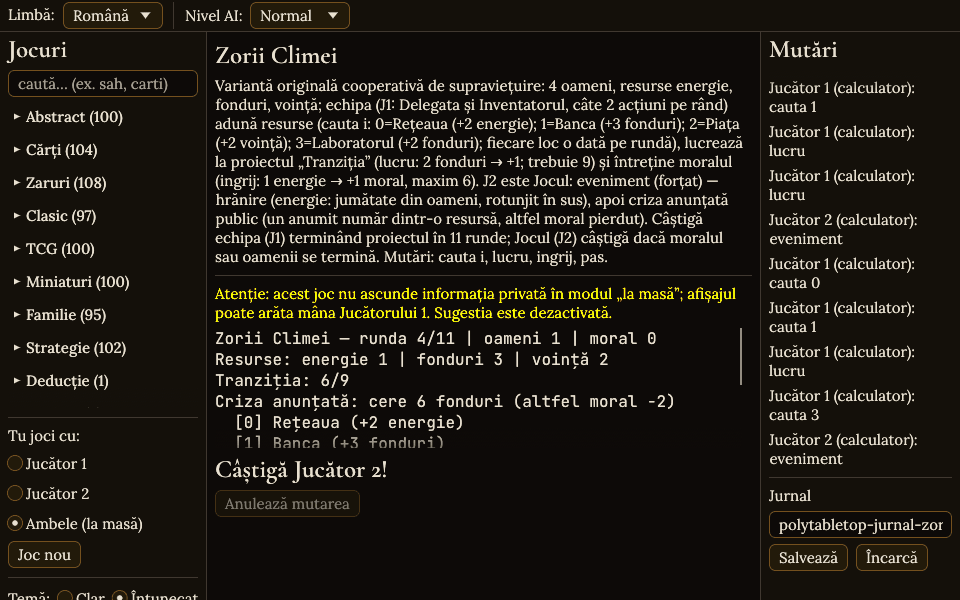 Limbă: Română ▼ Nivel AI: Normal ▼
Jocuri
caută... (ex. sah, carti)
▸ Abstract (100)
▸ Cărți (104)
▸ Zaruri (108)
▸ Clasic (97)
▸ TCG (100)
▸ Miniaturi (100)
▸ Familie (95)
▸ Strategie (102)
▸ Deducție (1)
Tu joci cu:
Jucător 1
Jucător 2
Ambele (la masă)
Joc nou
Temă: Clar Întunecat
Zorii Climei
Variantă originală cooperativă de supraviețuire: 4 oameni, resurse energie,
fonduri, voință; echipa (J1: Delegata și Inventatorul, câte 2 acțiuni pe rând)
adună resurse (cauta i: 0=Rețeaua (+2 energie); 1=Banca (+3 fonduri); 2=Piața
(+2 voință); 3=Laboratorul (+2 fonduri); fiecare loc o dată pe rundă), lucrează
la proiectul „Tranziția” (lucru: 2 fonduri → +1; trebuie 9) și întreține moralul
(ingrij: 1 energie → +1 moral, maxim 6). J2 este Jocul: eveniment (forțat) —
hrănire (energie: jumătate din oameni, rotunjit în sus), apoi criza anunțată
public (un anumit număr dintr-o resursă, altfel moral pierdut). Câștigă
echipa (J1) terminând proiectul în 11 runde; Jocul (J2) câștigă dacă moralul
sau oamenii se termină. Mutări: cauta i, lucru, ingrij, pas.
Atenție: acest joc nu ascunde informația privată în modul „la masă”; afișajul
poate arăta mâna Jucătorului 1. Sugestia este dezactivată.
Zorii Climei — runda 4/11 | oameni 1 | moral 0
Resurse: energie 1 | fonduri 3 | voință 2
Tranziția: 6/9
Criza anunțată: cere 6 fonduri (altfel moral -2)
[0] Rețeaua (+2 energie)
[1] Banca (+3 fonduri)
Câștigă Jucător 2!
Anulează mutarea
Mutări
Jucător 1 (calculator):
cauta 1
Jucător 1 (calculator):
lucru
Jucător 1 (calculator):
lucru
Jucător 2 (calculator):
eveniment
Jucător 1 (calculator):
cauta 0
Jucător 1 (calculator):
cauta 1
Jucător 1 (calculator):
lucru
Jucător 1 (calculator):
cauta 3
Jucător 2 (calculator):
eveniment
Jurnal
polytabletop-jurnal-zor
Salvează Încarcă